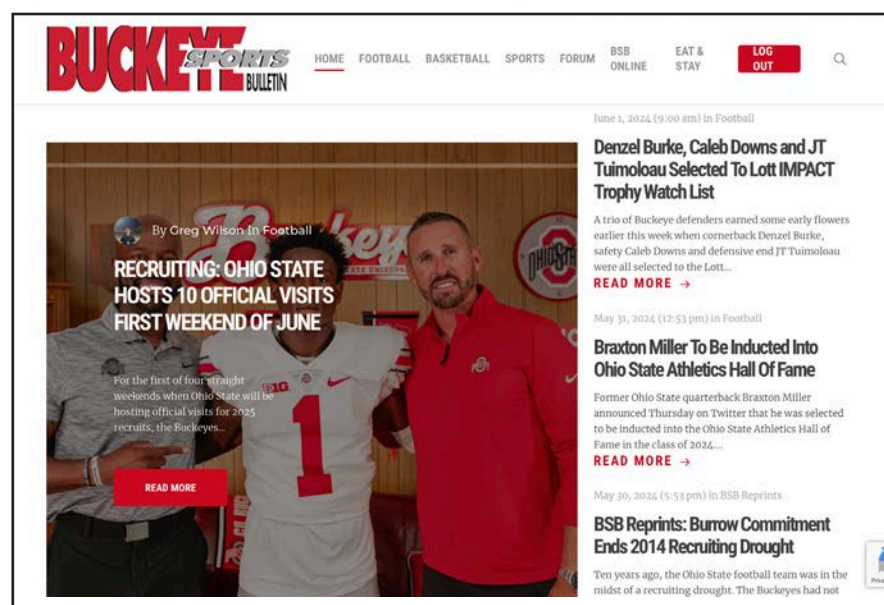 BUCKEYE
SPORTS
BULLETIN
HOME FOOTBALL BASKETBALL SPORTS FORUM BSB ONLINE EAT & STAY LOG OUT
By Greg Wilson In Football
RECRUITING: OHIO STATE
HOSTS 10 OFFICIAL VISITS
FIRST WEEKEND OF JUNE
For the first of four straight
weekends when Ohio State will be
hosting official visits for 2025
recruits, the Buckeyes...
READ MORE
Buckeyes
STATE UNIVERSITY
OHIO STATE
B1G
1
June 1, 2024 (9:00 am) in Football
Denzel Burke, Caleb Downs and JT
Tuimoloau Selected To Lott IMPACT
Trophy Watch List
A trio of Buckeye defenders earned some early flowers
earlier this week when cornerback Denzel Burke,
safety Caleb Downs and defensive end JT Tuimoloau
were all selected to the Lott...
READ MORE →
May 31, 2024 (12:53 pm) in Football
Braxton Miller To Be Inducted Into
Ohio State Athletics Hall Of Fame
Former Ohio State quarterback Braxton Miller
announced Thursday on Twitter that he was selected
to be inducted into the Ohio State Athletics Hall of
Fame in the class of 2024....
READ MORE →
May 30, 2024 (5:53 pm) in BSB Reprints
BSB Reprints: Burrow Commitment
Ends 2014 Recruiting Drought
Ten years ago, the Ohio State football team was in the
midst of a recruiting drought. The Buckeyes had not